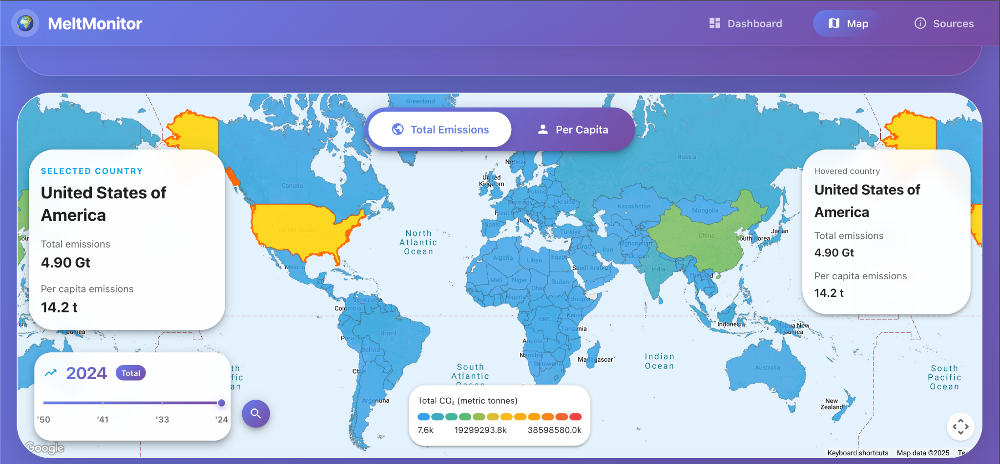 MeltMonitor
Dashboard
Map
Sources
Greenland
Total Emissions
Per Capita
Russia
Norway
United
Kingdom
Canada
Poland
Germany
Ukraine
France
Kazakhstan
Mongolia
Italy
Spain
Türkiye
United States
China
Japan
South Korea
Afghanistan
Iraq
Iran
Pakistan
Algeria
Libya
Egypt
Saudi Arabia
India
Mexico
Mali
Niger
Chad
Sudan
Thailand
Nigeria
Ethiopia
Venezuela
Colombia
Kenya
DRC
Indonesia
Papua New
Guinea
Tanzania
Brazil
Peru
Angola
Bolivia
Namibia
Botswana
Madagascar
Australia
Chile
Argentina
New
Zealand
North
Atlantic
Ocean
South
Atlantic
Ocean
Indian
Ocean
South
Pacific
Ocean
SELECTED COUNTRY
United States of
America
Total emissions
4.90 Gt
Per capita emissions
14.2 t
Hovered country
United States of
America
Total emissions
4.90 Gt
Per capita emissions
14.2 t
2024
Total
'50
'41
'33
'24
Total CO₂ (metric tonnes)
7.6k
19299293.8k
38598580.0k
Google
Keyboard shortcuts
Map data ©2025